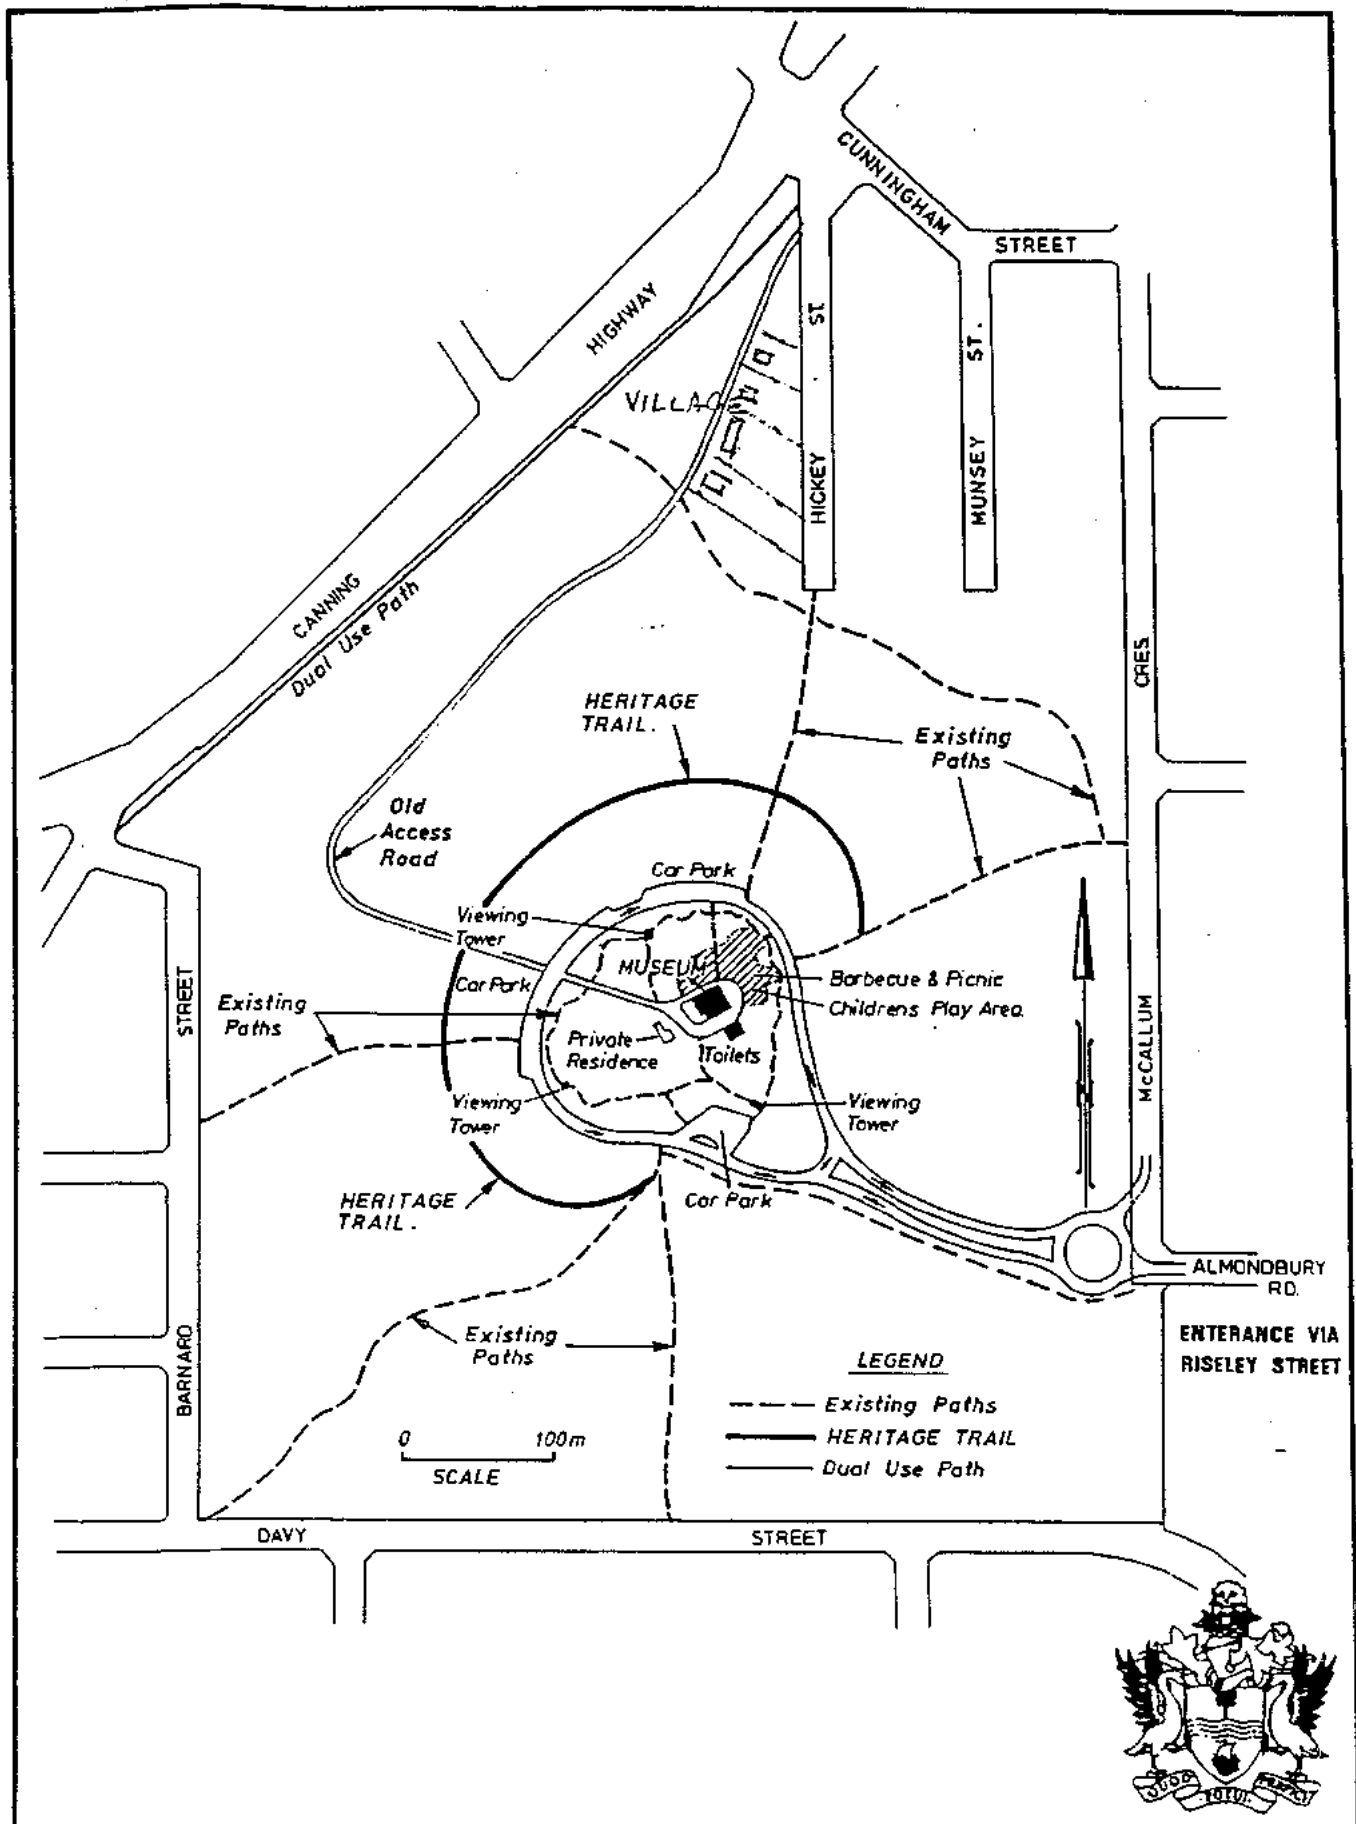 CUNNINGHAM
STREET
HIGHWAY
ST.
ST.
VILLAG
HICKEY
MUNSEY
CANNING
Dual Use Path
CRES.
HERITAGE
TRAIL.
Existing
Paths
Old
Access
Road
Car Park
Viewing
Tower
MUSEUM
Car Park
Barbecue & Picnic
Childrens Play Area.
STREET
Existing
Paths
Private
Residence
Toilets
McCALLUM
N
Viewing
Tower
Viewing
Tower
HERITAGE
TRAIL.
Car Park
ALMONDBURY
RD.
BARNARD
Existing
Paths
ENTERANCE VIA
RISELEY STREET
LEGEND
Existing Paths
HERITAGE TRAIL
Dual Use Path
0 100m
SCALE
DAVY STREET